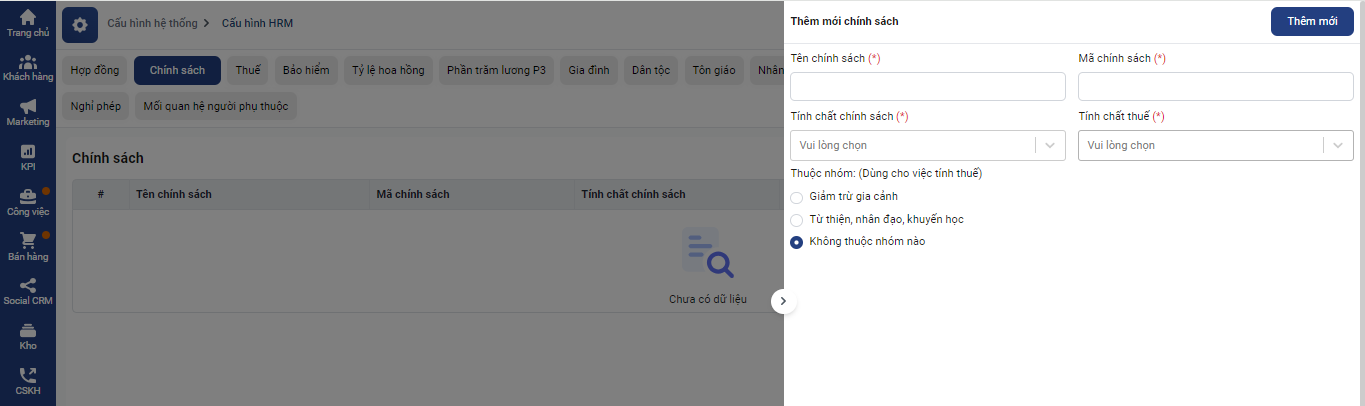 Trang chủ
Khách hàng
Marketing
KPI
Công việc
Bán hàng
Social CRM
Kho
CSKH
Cấu hình hệ thống
Cấu hình HRM
Hợp đồng
Chính sách
Thuế
Bảo hiểm
Tỷ lệ hoa hồng
Phần trăm lương P3
Gia đình
Dân tộc
Tôn giáo
Nhân
Nghỉ phép
Mối quan hệ người phụ thuộc
Chính sách
# Tên chính sách Mã chính sách Tính chất chính sách
Chưa có dữ liệu
Thêm mới chính sách
Thêm mới
Tên chính sách (*)
Mã chính sách (*)
Tính chất chính sách (*)
Tính chất thuế (*)
Vui lòng chọn
Vui lòng chọn
Thuộc nhóm: (Dùng cho việc tính thuế)
Giảm trừ gia cảnh
Từ thiện, nhân đạo, khuyến học
Không thuộc nhóm nào